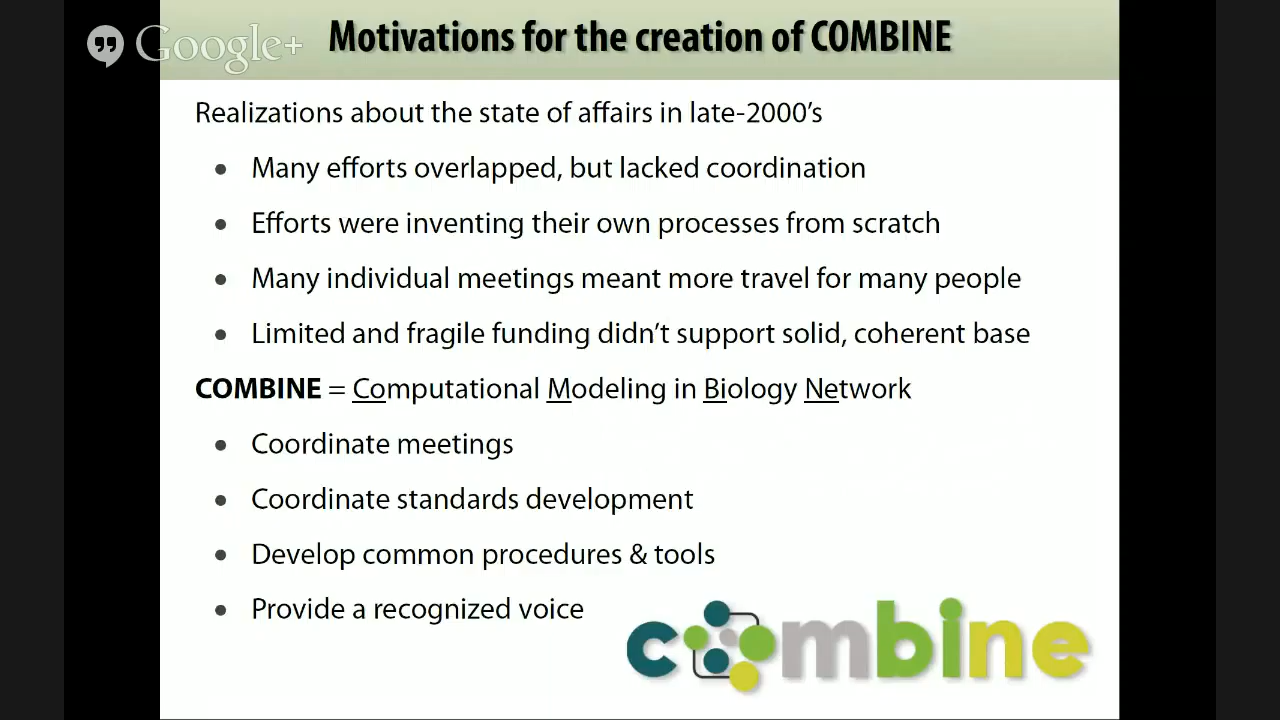 Google+
Motivations for the creation of COMBINE
Realizations about the state of affairs in late-2000's
• Many efforts overlapped, but lacked coordination
• Efforts were inventing their own processes from scratch
• Many individual meetings meant more travel for many people
• Limited and fragile funding didn't support solid, coherent base
COMBINE = Computational Modeling in Biology Network
• Coordinate meetings
• Coordinate standards development
• Develop common procedures & tools
• Provide a recognized voice
combine